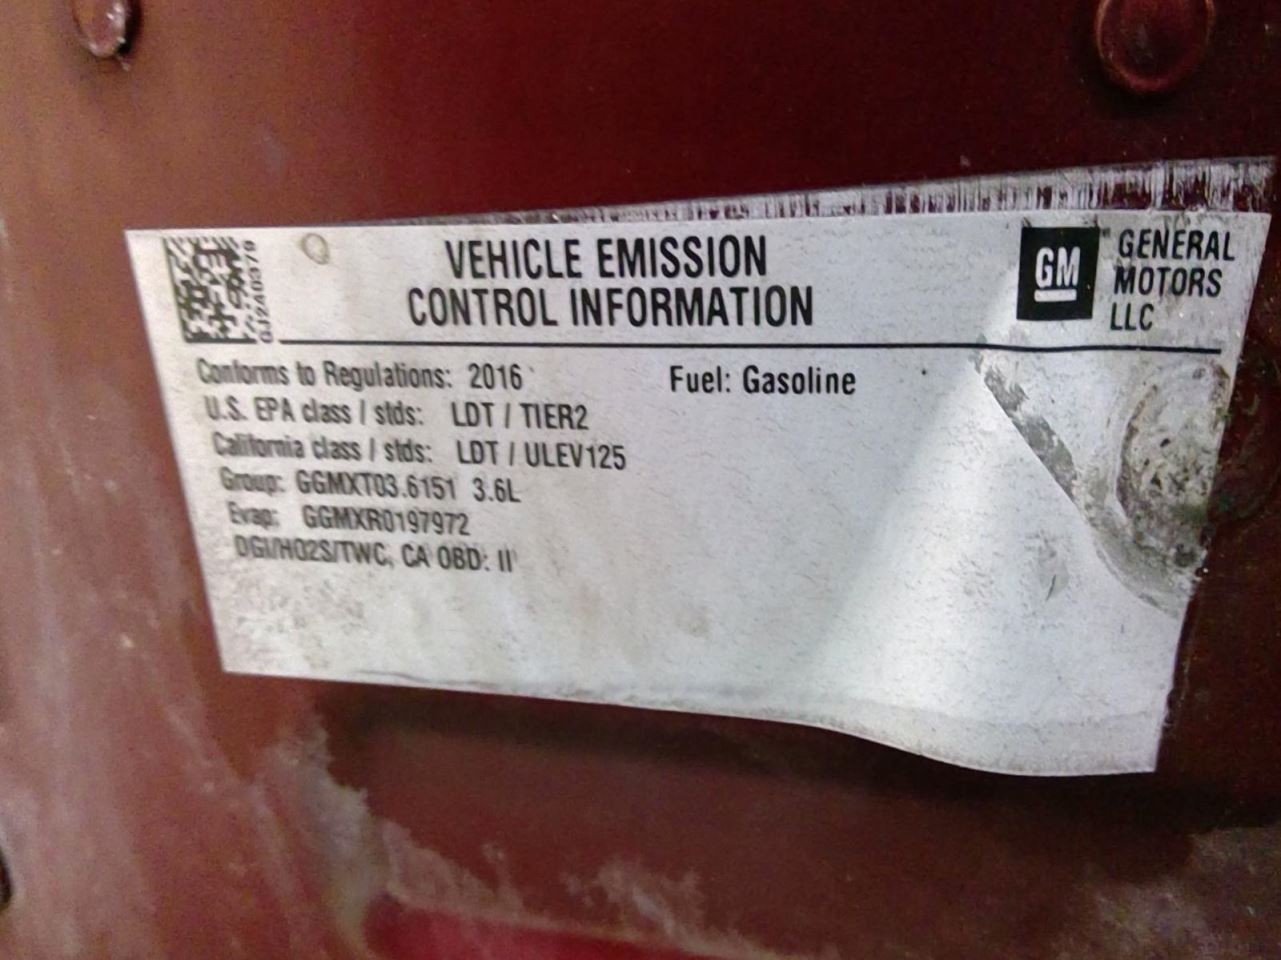 GJ240379
VEHICLE EMISSION
CONTROL INFORMATION
GM
GENERAL
MOTORS
LLC
Conforms to Regulations: 2016
Fuel: Gasoline
U.S. EPA class / stds: LDT / TIER2
California class / stds: LDT / ULEV125
Group: GGMXT03.6151 3.6L
Evap: GGMXR0197972
DGI/HO2S/TWC, CA OBD: II